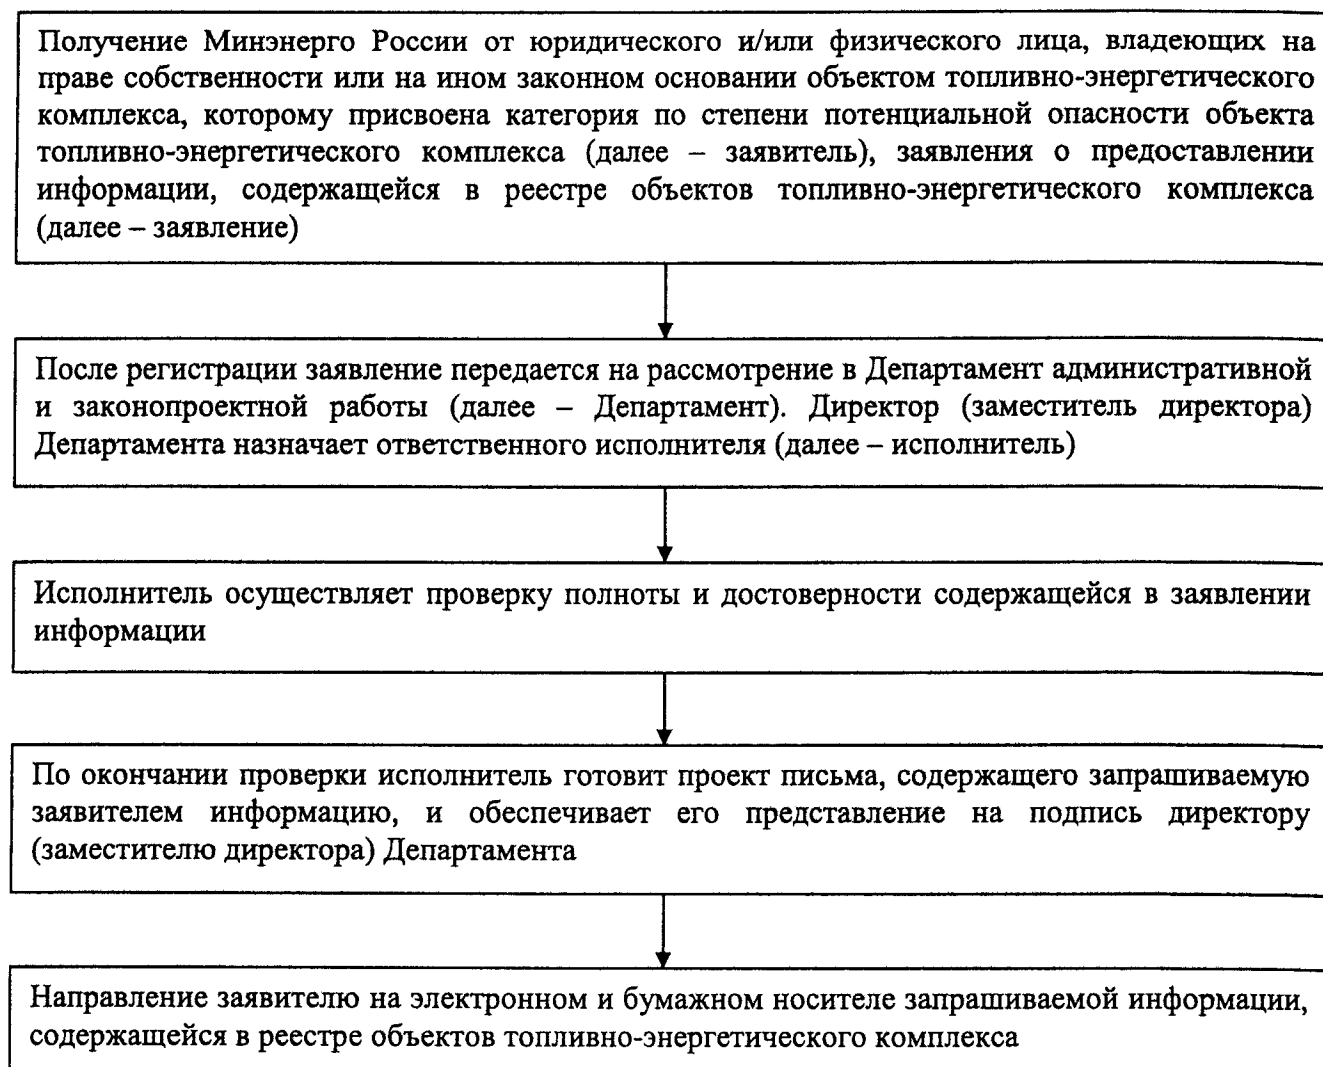 Получение Минэнерго России от юридического и/или физического лица, владеющих на
праве собственности или на ином законном основании объектом топливно-энергетического
комплекса, которому присвоена категория по степени потенциальной опасности объекта
топливно-энергетического комплекса (далее – заявитель), заявления о предоставлении
информации, содержащейся в реестре объектов топливно-энергетического комплекса
(далее – заявление)
После регистрации заявление передается на рассмотрение в Департамент административной
и законопроектной работы (далее – Департамент). Директор (заместитель директора)
Департамента назначает ответственного исполнителя (далее – исполнитель)
Исполнитель осуществляет проверку полноты и достоверности содержащейся в заявлении
информации
По окончании проверки исполнитель готовит проект письма, содержащего запрашиваемую
заявителем информацию, и обеспечивает его представление на подпись директору
(заместителю директора) Департамента
Направление заявителю на электронном и бумажном носителе запрашиваемой информации,
содержащейся в реестре объектов топливно-энергетического комплекса